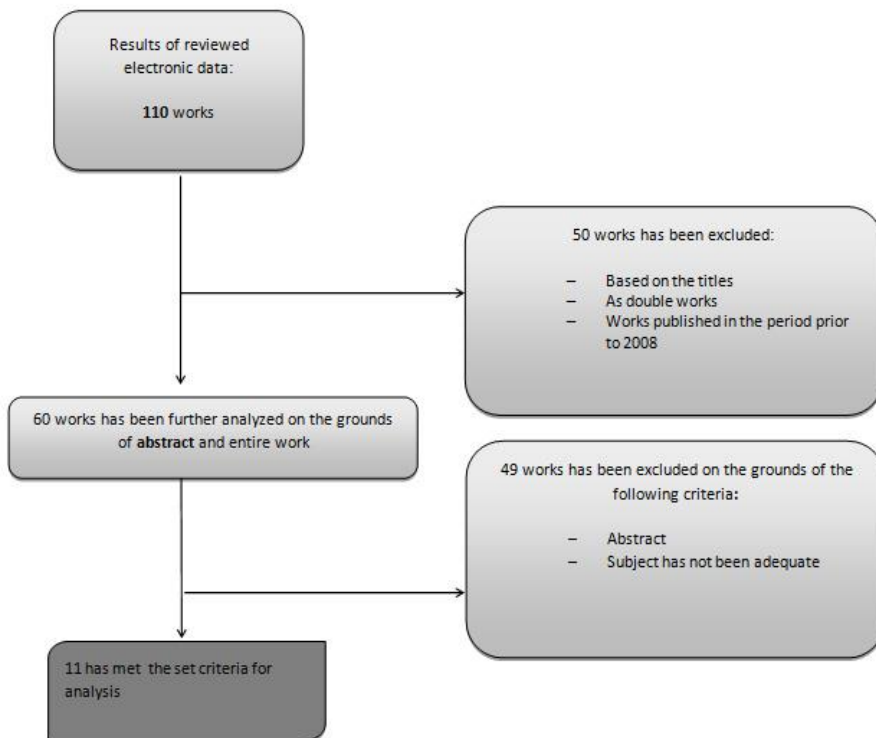 Results of reviewed
electronic data:
110 works
50 works has been excluded:
– Based on the titles
– As double works
– Works published in the period prior
to 2008
60 works has been further analyzed on the grounds
of abstract and entire work
49 works has been excluded on the grounds of the
following criteria:
– Abstract
– Subject has not been adequate
11 has met the set criteria for
analysis